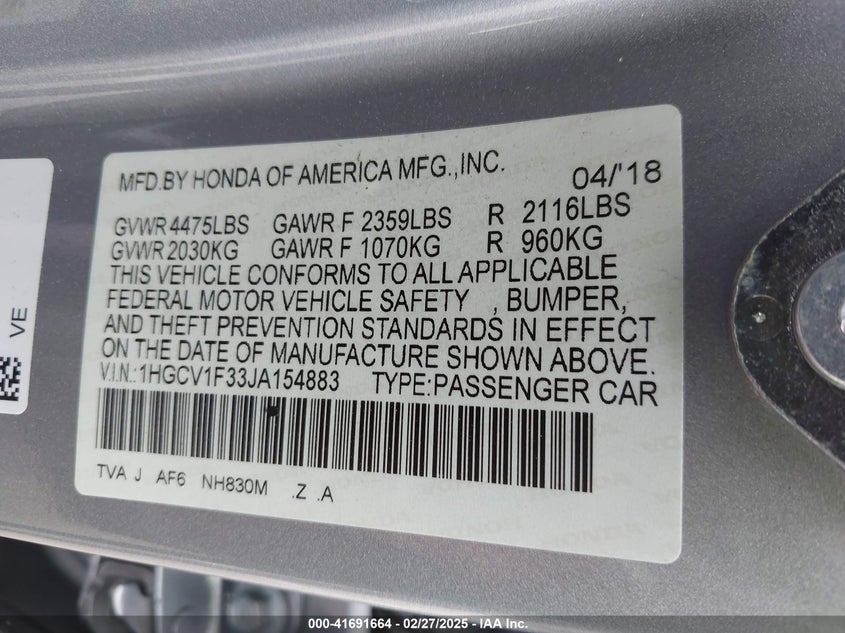 MFD.BY HONDA OF AMERICA MFG.,INC. 04/'18
GVWR 4475LBS GAWR F 2359LBS R 2116LBS
GVWR 2030KG GAWR F 1070KG R 960KG
THIS VEHICLE CONFORMS TO ALL APPLICABLE
FEDERAL MOTOR VEHICLE SAFETY , BUMPER,
AND THEFT PREVENTION STANDARDS IN EFFECT
ON THE DATE OF MANUFACTURE SHOWN ABOVE.
V.I.N.:1HGCV1F33JA154883 TYPE:PASSENGER CAR
TVA J AF6 NH830M .Z .A
VE
000-41691664 / 02/27/2025 - IAA Inc.